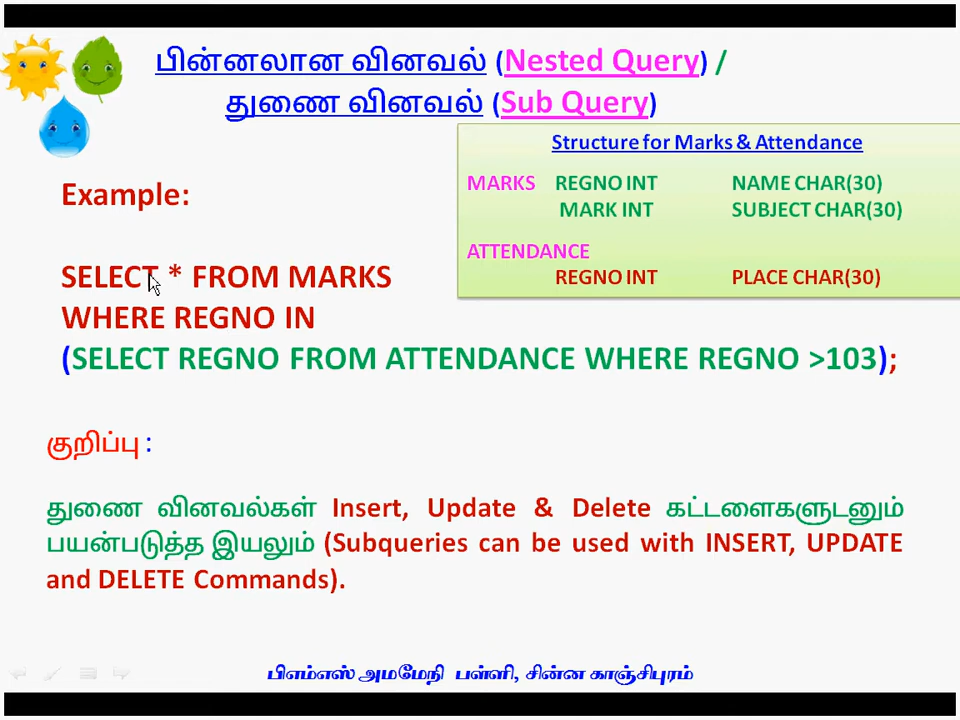 பின்னலான வினவல் (Nested Query) /
துணை வினவல் (Sub Query)
Structure for Marks & Attendance
MARKS REGNO INT NAME CHAR(30)
MARK INT SUBJECT CHAR(30)
ATTENDANCE
REGNO INT PLACE CHAR(30)
Example:
SELECT * FROM MARKS
WHERE REGNO IN
(SELECT REGNO FROM ATTENDANCE WHERE REGNO >103);
குறிப்பு :
துணை வினவல்கள் Insert, Update & Delete கட்டளைகளுடனும்
பயன்படுத்த இயலும் (Subqueries can be used with INSERT, UPDATE
and DELETE Commands).
பிஎம்எஸ் அமமேநி பள்ளி, சின்ன காஞ்சிபுரம்